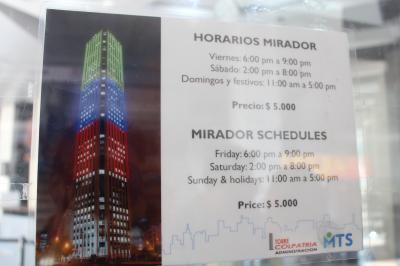 HORARIOS MIRADOR
Viernes: 6:00 pm a 9:00 pm
Sábado: 2:00 pm a 8:00 pm
Domingos y festivos: 11:00 am a 5:00 pm
Precio: $ 5.000
MIRADOR SCHEDULES
Friday: 6:00 pm a 9:00 pm
Saturday: 2:00 pm a 8:00 pm
Sunday & holidays: 11:00 am a 5:00 pm
Price: $ 5.000
TORRE
COLPATRIA
ADMINISTRACIÓN
MTS